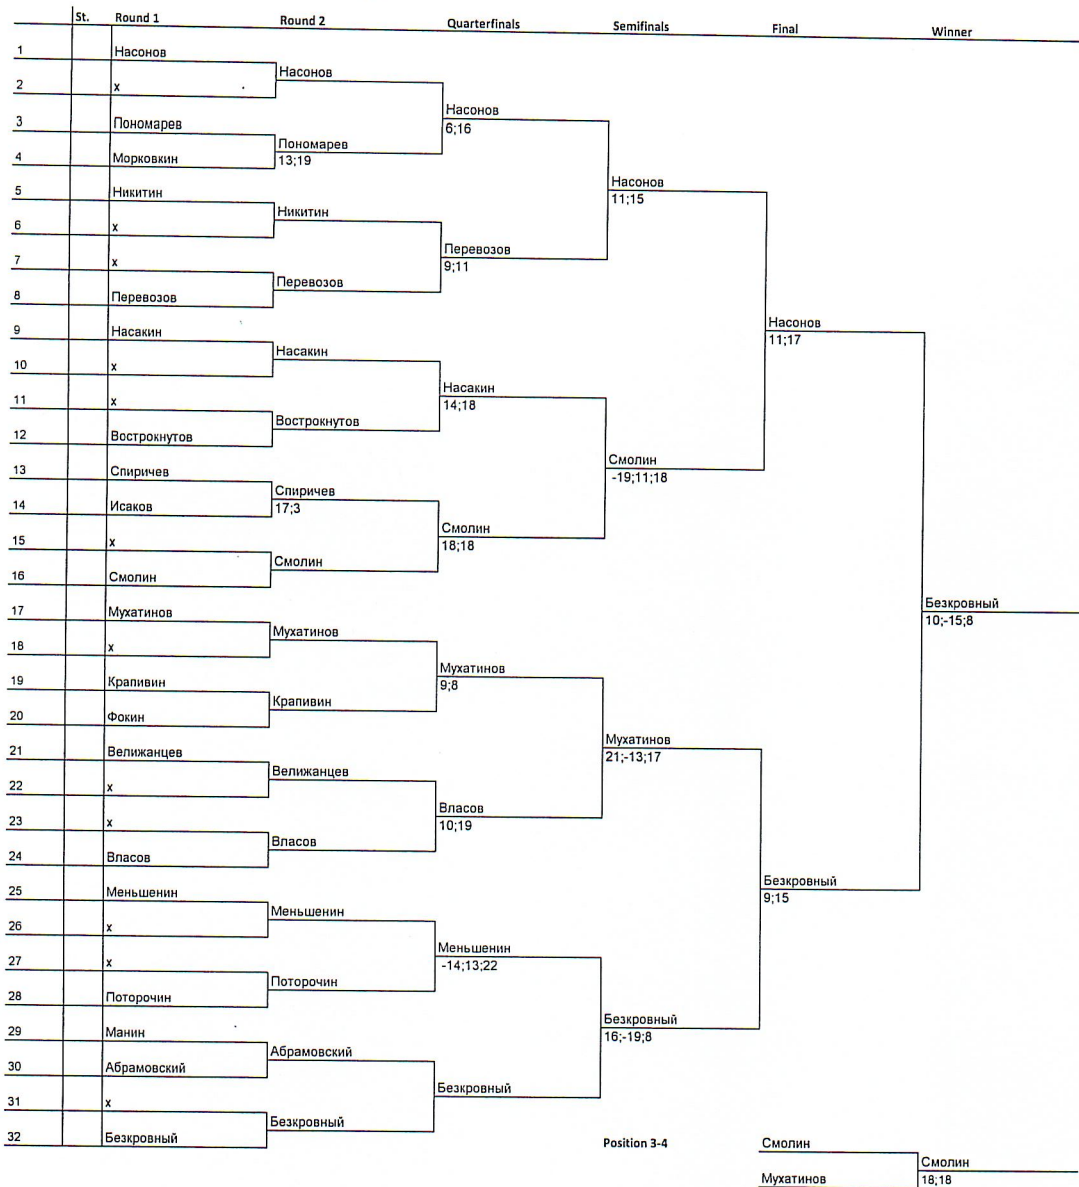 St. Round 1 Round 2 Quarterfinals Semifinals Final Winner
1 Насонов
Насонов
2 x
Насонов
6;16
3 Пономарев
Пономарев
13;19
4 Морковкин
Насонов
11;15
5 Никитин
Никитин
6 x
Перевозов
9;11
7 x
Перевозов
8 Перевозов
Насонов
11;17
9 Насакин
Насакин
10 x
Насакин
14;18
11 x
Вострокнутов
12 Вострокнутов
Смолин
-19;11;18
13 Спиричев
Спиричев
17;3
14 Исаков
Смолин
18;18
15 x
Смолин
16 Смолин
Безкровный
10;-15;8
17 Мухатинов
Мухатинов
18 x
Мухатинов
9;8
19 Крапивин
Крапивин
20 Фокин
Мухатинов
21;-13;17
21 Велижанцев
Велижанцев
22 x
Власов
10;19
23 x
Власов
24 Власов
Безкровный
9;15
25 Меньшенин
Меньшенин
26 x
Меньшенин
-14;13;22
27 x
Поторочин
28 Поторочин
Безкровный
16;-19;8
29 Манин
Абрамовский
30 Абрамовский
Безкровный
31 x
Безкровный
32 Безкровный
Position 3-4
Смолин
Смолин
18;18
Мухатинов